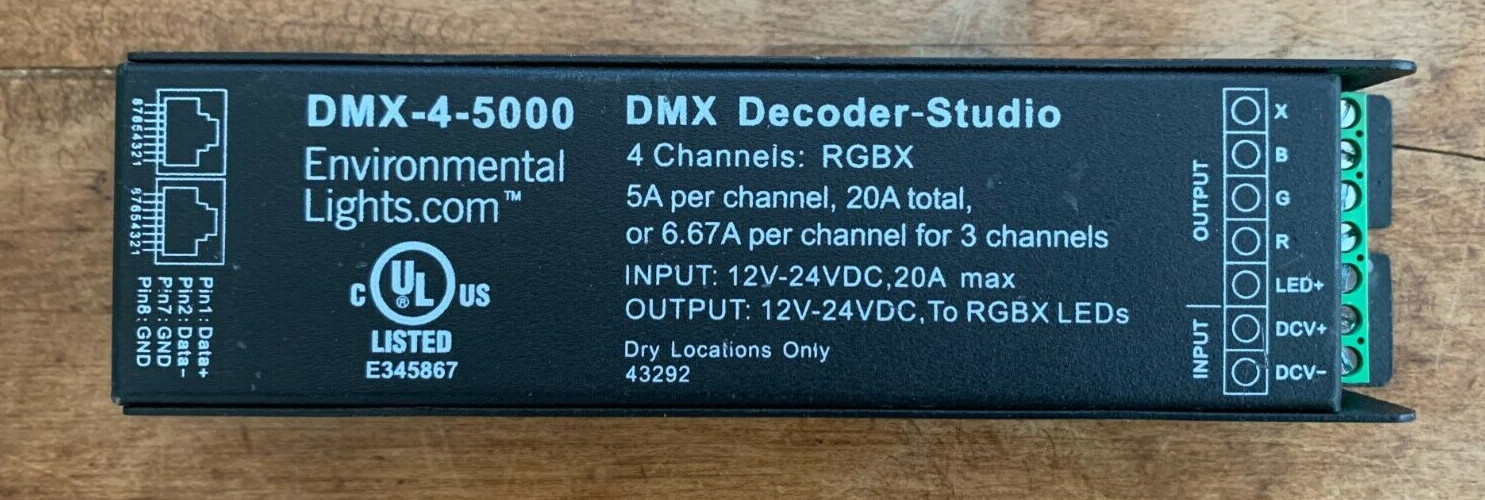 87654321
87654321
Pin1:Data+
Pin2:Data-
Pin7:GND
Pin8:GND
DMX-4-5000
Environmental
Lights.com™
C UL® US
LISTED
E345867
DMX Decoder-Studio
4 Channels: RGBX
5A per channel, 20A total,
or 6.67A per channel for 3 channels
INPUT: 12V-24VDC,20A max
OUTPUT: 12V-24VDC,To RGBX LEDs
Dry Locations Only
43292
OUTPUT
X
B
G
R
LED+
INPUT
DCV+
DCV-